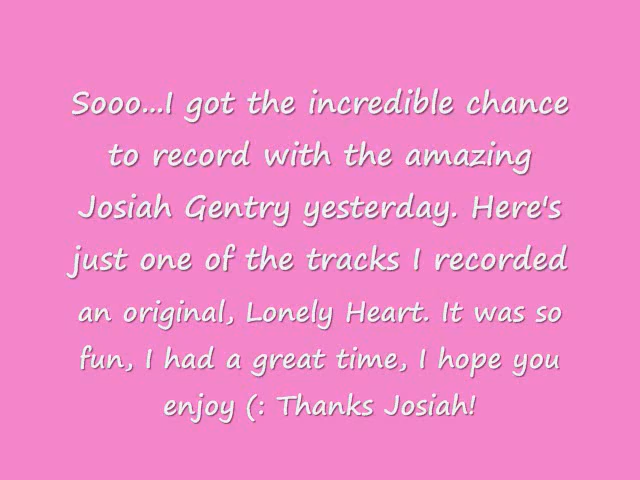 Sooo...I got the incredible chance
to record with the amazing
Josiah Gentry yesterday. Here's
just one of the tracks I recorded
an original, Lonely Heart. It was so
fun, I had a great time, I hope you
enjoy (: Thanks Josiah!